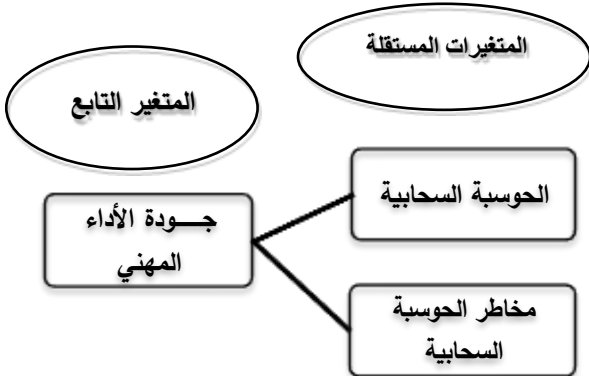 المتغيرات المستقلة
المتغير التابع
الحوسبة السحابية
جـــودة الأداء
المهني
مخاطر الحوسبة
السحابية